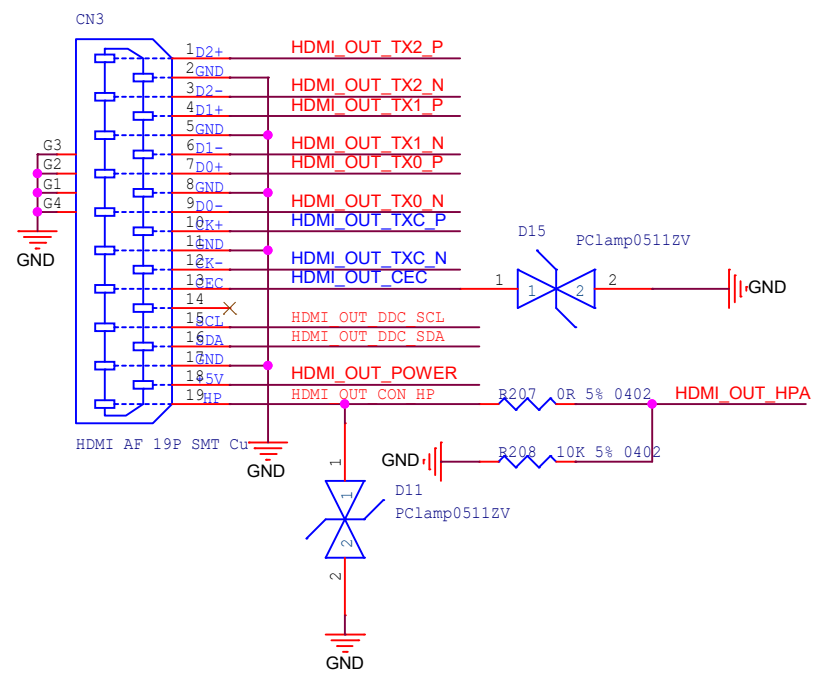 CN3
1 D2+ HDMI_OUT_TX2_P
2 GND
3 D2- HDMI_OUT_TX2_N
4 D1+ HDMI_OUT_TX1_P
5 GND
6 D1- HDMI_OUT_TX1_N
7 D0+ HDMI_OUT_TX0_P
8 GND
9 D0- HDMI_OUT_TX0_N
10 CK+ HDMI_OUT_TXC_P
11 GND
12 CK- HDMI_OUT_TXC_N
13 CEC HDMI_OUT_CEC
14
15 SCL HDMI_OUT_DDC_SCL
16 SDA HDMI_OUT_DDC_SDA
17 GND
18 +5V HDMI_OUT_POWER
19 HP HDMI_OUT_CON_HP
G3
G2
G1
G4
GND
D15 PClamp0511ZV
1 1 2 2 GND
R207 0R 5% 0402 HDMI_OUT_HPA
HDMI AF 19P SMT Cu
GND
GND R208 10K 5% 0402
1
1
D11
PClamp0511ZV
2
2
GND